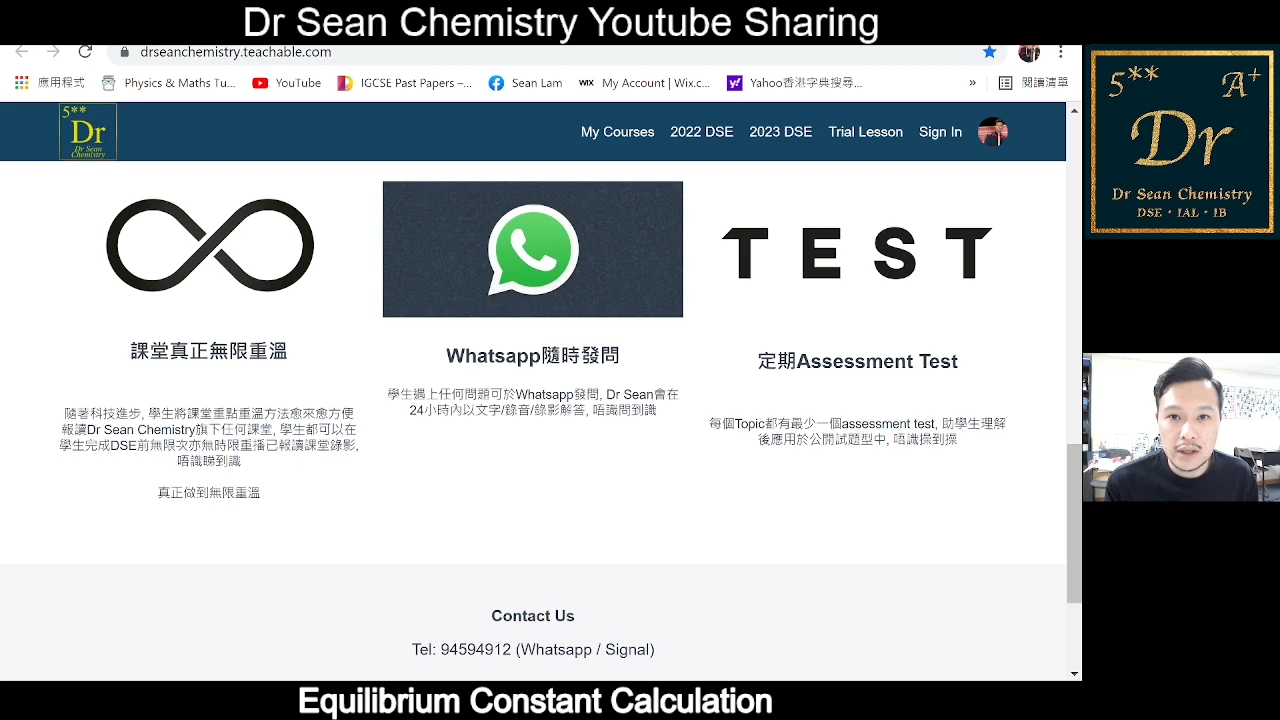 Dr Sean Chemistry Youtube Sharing
drseanchemistry.teachable.com
應用程式 Physics & Maths Tu... YouTube IGCSE Past Papers –... Sean Lam WIX My Account | Wix.c... Yahoo香港字典搜尋... » 閱讀清單
5** Dr Dr Sean Chemistry
My Courses 2022 DSE 2023 DSE Trial Lesson Sign In
5** A+
Dr
Dr Sean Chemistry
DSE · IAL · IB
TEST
課堂真正無限重溫
隨著科技進步, 學生將課堂重點重溫方法愈來愈方便
報讀Dr Sean Chemistry旗下任何課堂, 學生都可以在
學生完成DSE前無限次亦無時限重播已報讀課堂錄影,
唔識睇到識
真正做到無限重溫
Whatsapp隨時發問
學生遇上任何問題可於Whatsapp發問, Dr Sean會在
24小時內以文字/錄音/錄影解答, 唔識問到識
定期Assessment Test
每個Topic都有最少一個assessment test, 助學生理解
後應用於公開試題型中, 唔識操到操
Contact Us
Tel: 94594912 (Whatsapp / Signal)
Equilibrium Constant Calculation